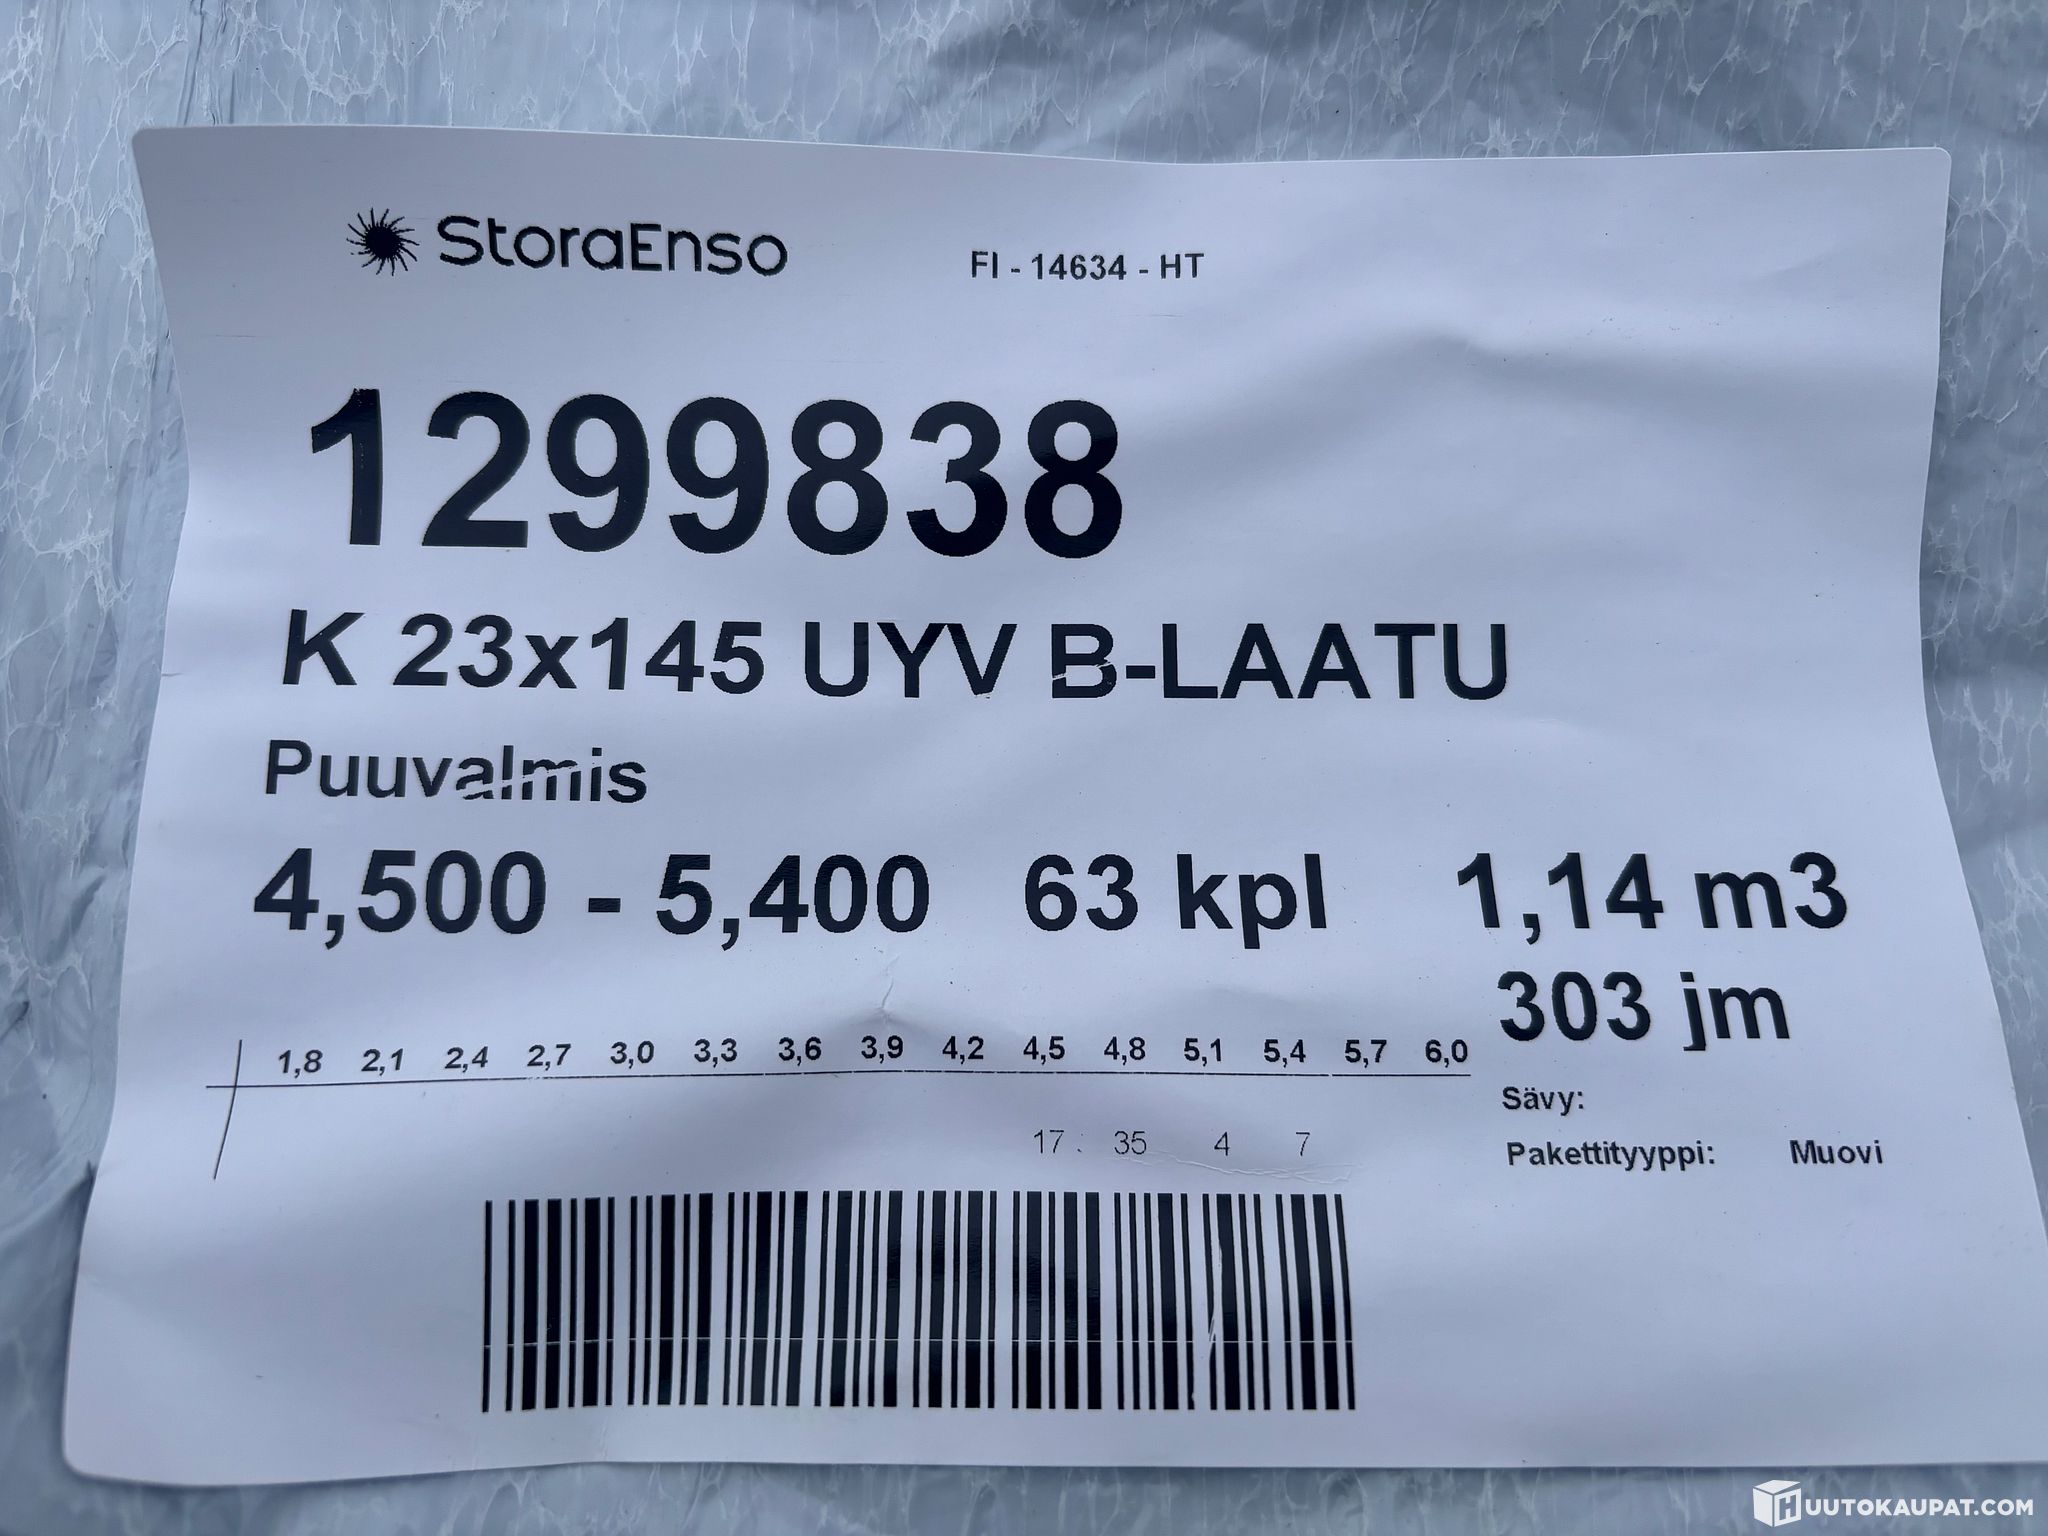 StoraEnso FI - 14634 - HT
1299838
K 23x145 UYV B-LAATU
Puuvalmis
4,500 - 5,400 63 kpl 1,14 m3
303 jm
1,8 2,1 2,4 2,7 3,0 3,3 3,6 3,9 4,2 4,5 4,8 5,1 5,4 5,7 6,0
Sävy:
17 35 4 7
Pakettityyppi: Muovi
HUUTOKAUPAT.COM